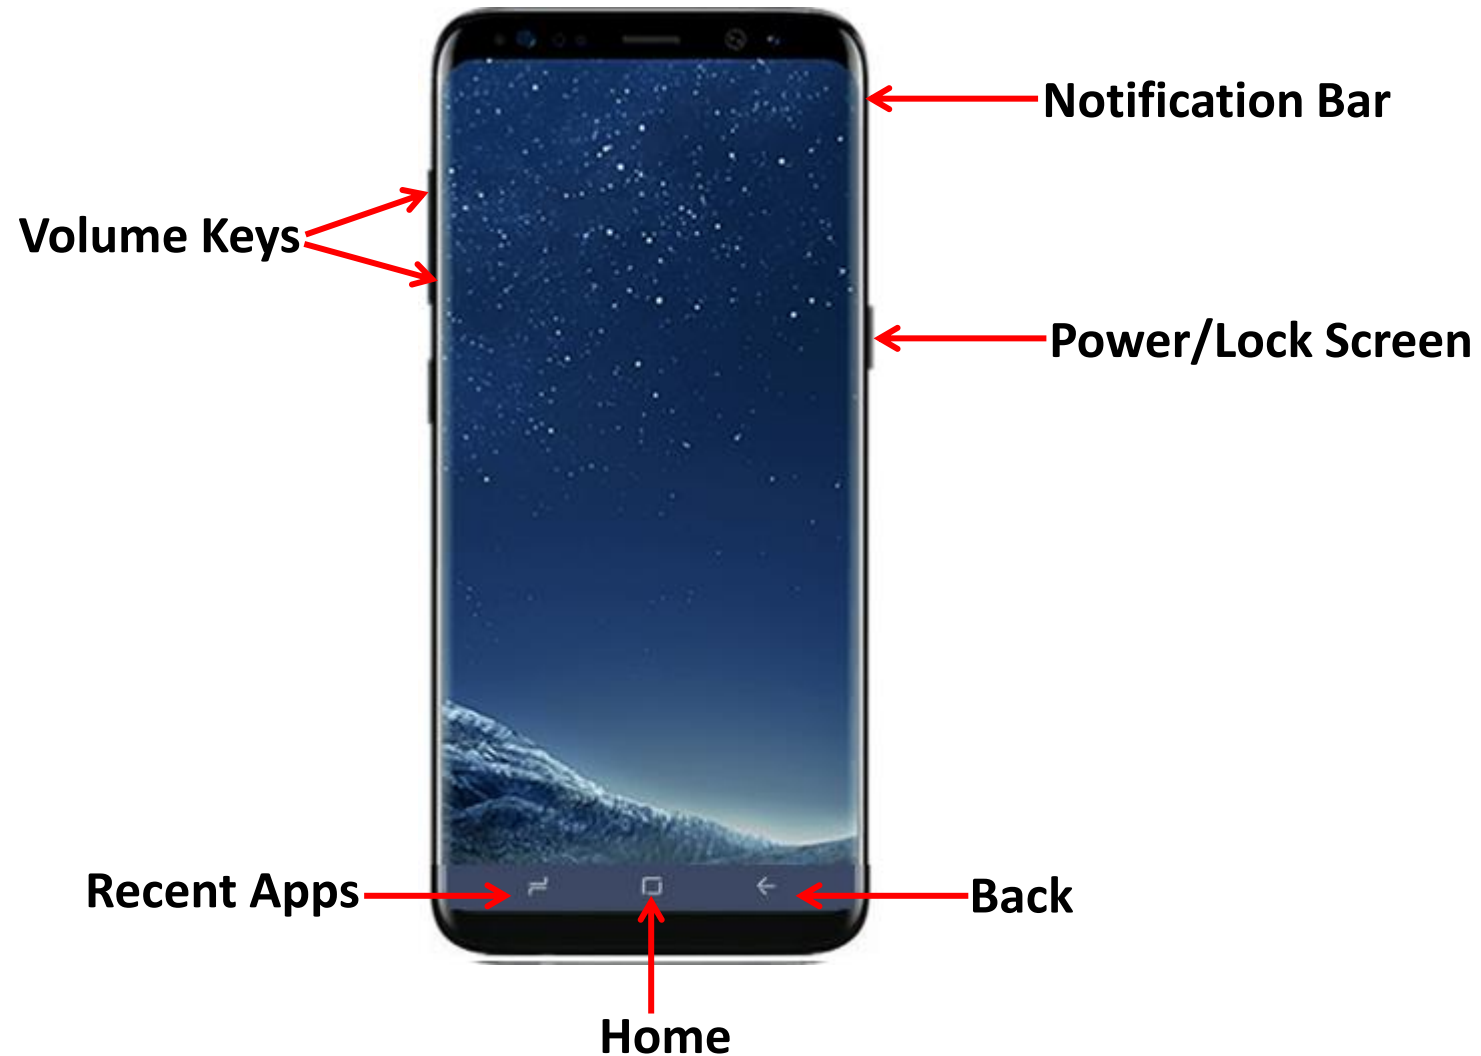 Notification Bar
Volume Keys
Power/Lock Screen
Recent Apps
Back
Home